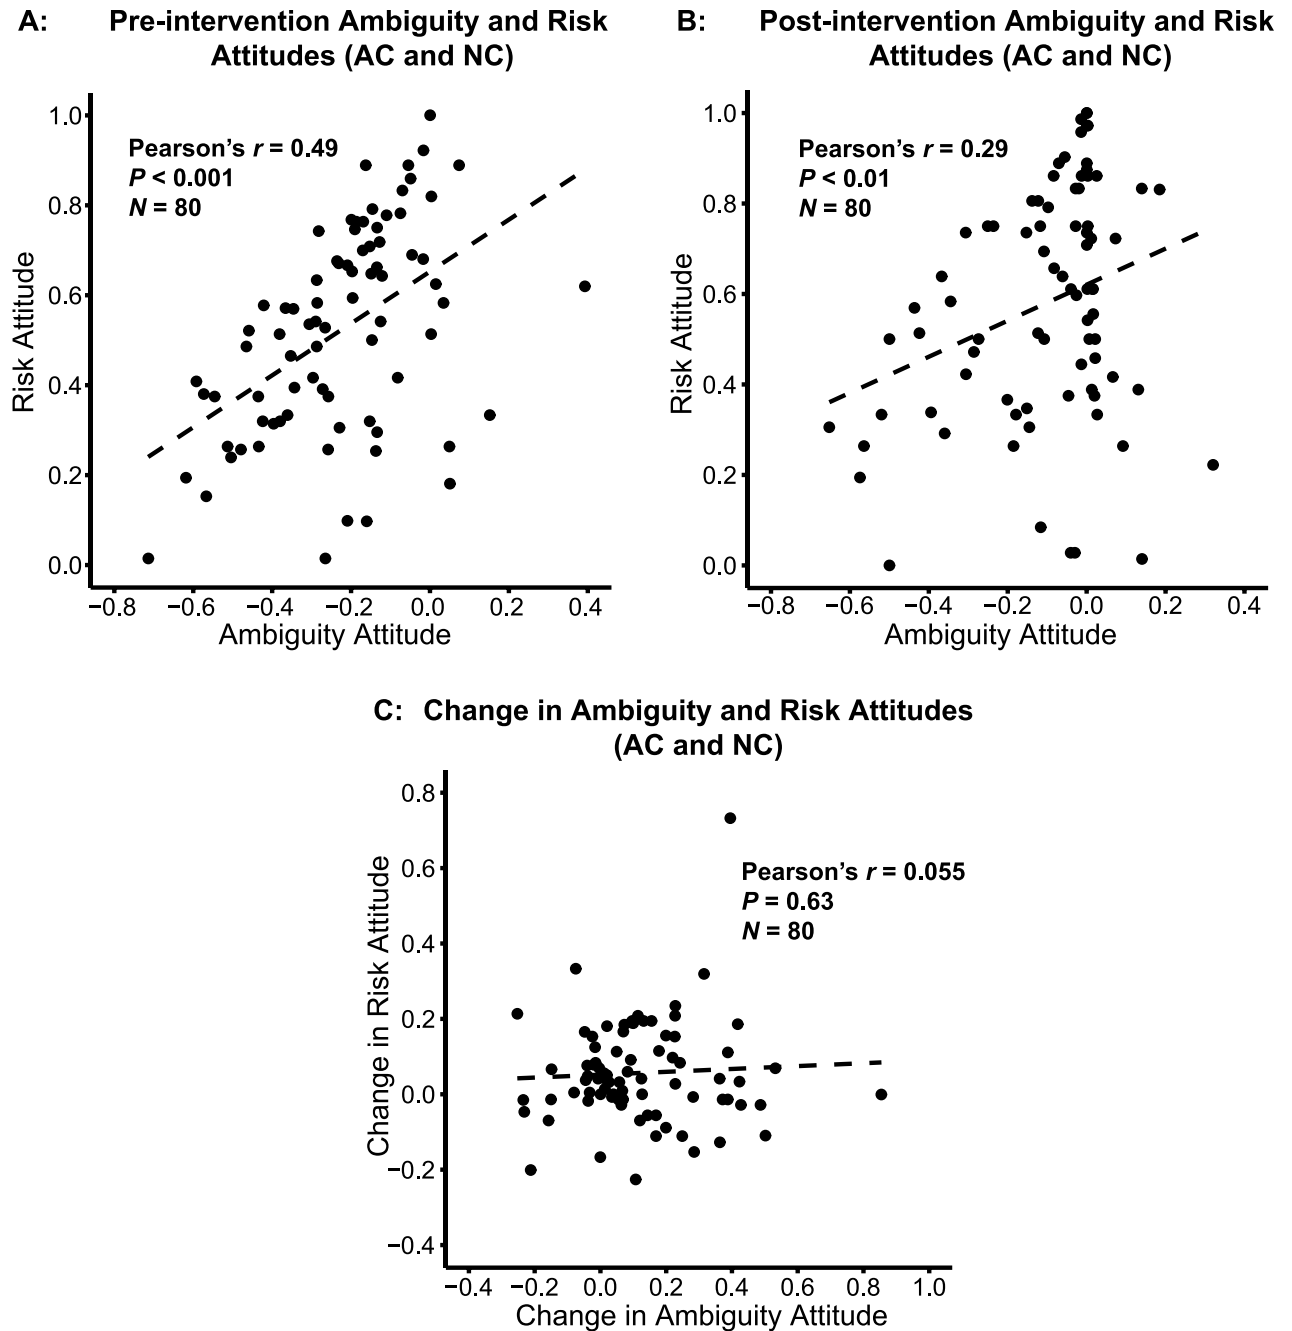 A: Pre-intervention Ambiguity and Risk
Attitudes (AC and NC)
Pearson’s r = 0.49
P < 0.001
N = 80
1.0
0.8
0.6
0.4
0.2
0.0
Risk Attitude
−0.8 −0.6 −0.4 −0.2 0.0 0.2 0.4
Ambiguity Attitude
B: Post-intervention Ambiguity and Risk
Attitudes (AC and NC)
Pearson’s r = 0.29
P < 0.01
N = 80
1.0
0.8
0.6
0.4
0.2
0.0
Risk Attitude
−0.8 −0.6 −0.4 −0.2 0.0 0.2 0.4
Ambiguity Attitude
C: Change in Ambiguity and Risk Attitudes
(AC and NC)
Pearson’s r = 0.055
P = 0.63
N = 80
0.8
0.6
0.4
0.2
0.0
−0.2
−0.4
Change in Risk Attitude
−0.4 −0.2 0.0 0.2 0.4 0.6 0.8 1.0
Change in Ambiguity Attitude